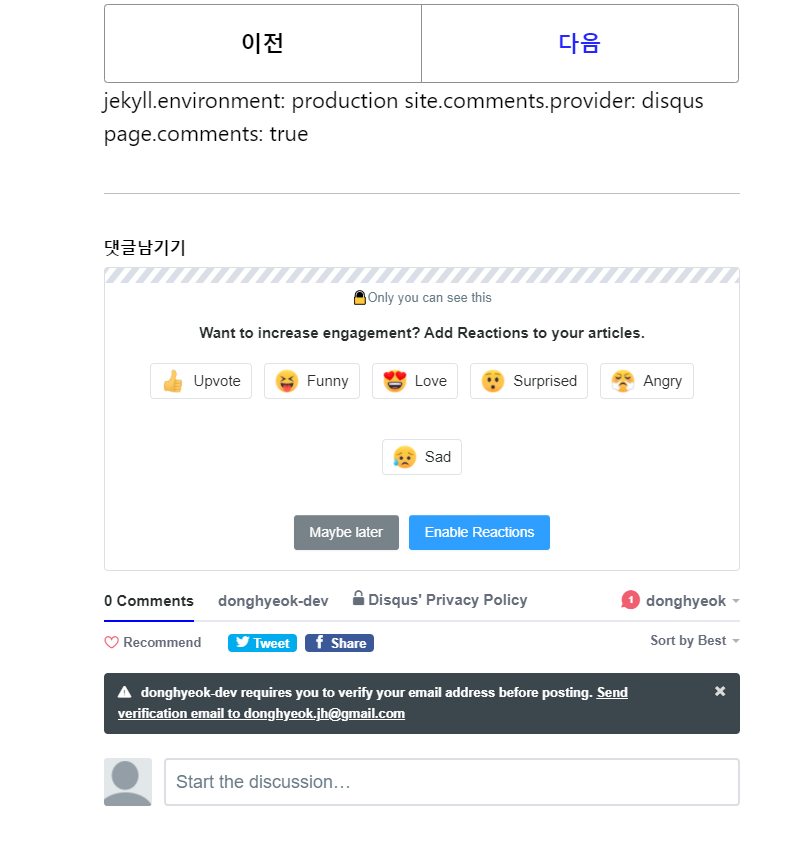 이전 다음
jekyll.environment: production site.comments.provider: disqus
page.comments: true
댓글남기기
Only you can see this
Want to increase engagement? Add Reactions to your articles.
Upvote Funny Love Surprised Angry
Sad
Maybe later Enable Reactions
0 Comments donghyeok-dev Disqus' Privacy Policy 1 donghyeok
Recommend Tweet Share Sort by Best
donghyeok-dev requires you to verify your email address before posting. Send
verification email to donghyeok.jh@gmail.com
Start the discussion…